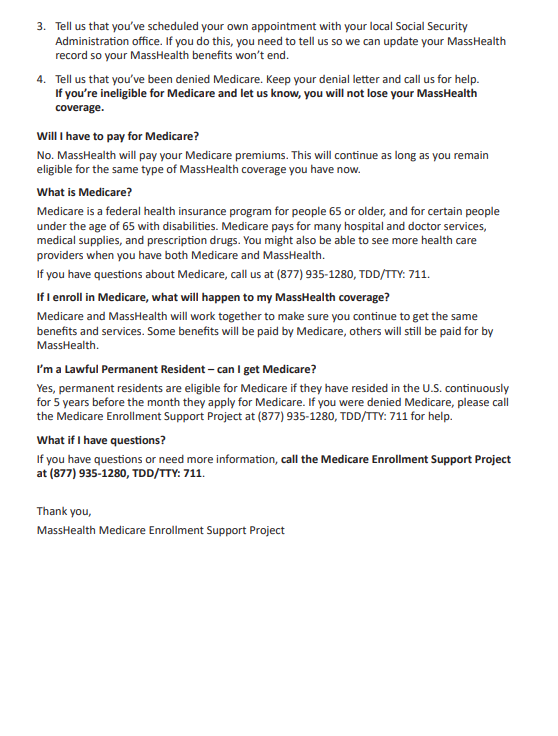 3. Tell us that you've scheduled your own appointment with your local Social Security
Administration office. If you do this, you need to tell us so we can update your MassHealth
record so your MassHealth benefits won't end.
4. Tell us that you've been denied Medicare. Keep your denial letter and call us for help.
If you're ineligible for Medicare and let us know, you will not lose your MassHealth
coverage.
Will I have to pay for Medicare?
No. MassHealth will pay your Medicare premiums. This will continue as long as you remain
eligible for the same type of MassHealth coverage you have now.
What is Medicare?
Medicare is a federal health insurance program for people 65 or older, and for certain people
under the age of 65 with disabilities. Medicare pays for many hospital and doctor services,
medical supplies, and prescription drugs. You might also be able to see more health care
providers when you have both Medicare and MassHealth.
If you have questions about Medicare, call us at (877) 935-1280, TDD/TTY: 711.
If I enroll in Medicare, what will happen to my MassHealth coverage?
Medicare and MassHealth will work together to make sure you continue to get the same
benefits and services. Some benefits will be paid by Medicare, others will still be paid for by
MassHealth.
I'm a Lawful Permanent Resident – can I get Medicare?
Yes, permanent residents are eligible for Medicare if they have resided in the U.S. continuously
for 5 years before the month they apply for Medicare. If you were denied Medicare, please call
the Medicare Enrollment Support Project at (877) 935-1280, TDD/TTY: 711 for help.
What if I have questions?
If you have questions or need more information, call the Medicare Enrollment Support Project
at (877) 935-1280, TDD/TTY: 711.
Thank you,
MassHealth Medicare Enrollment Support Project